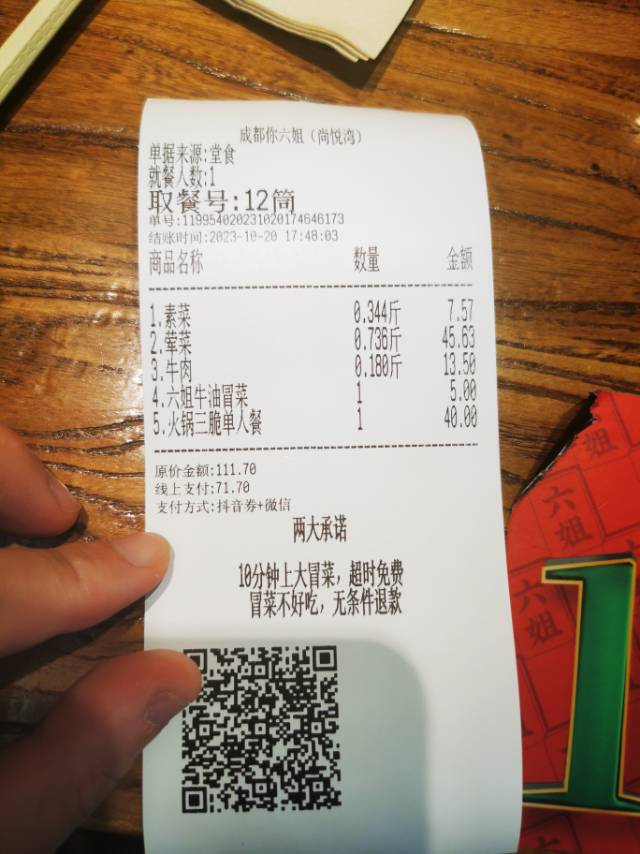 成都你六姐（尚悦湾）
单据来源:堂食
就餐人数:1
取餐号:12筒
单号:119954020231020174646173
结账时间:2023-10-20 17:48:03
商品名称 数量 金额
1.素菜 0.344斤 7.57
2.荤菜 0.736斤 45.63
3.牛肉 0.180斤 13.50
4.六姐牛油冒菜 1 5.00
5.火锅三脆单人餐 1 40.00
原价金额:111.70
线上支付:71.70
支付方式:抖音券+微信
两大承诺
10分钟上大冒菜，超时免费
冒菜不好吃，无条件退款
姐
六
六姐
1